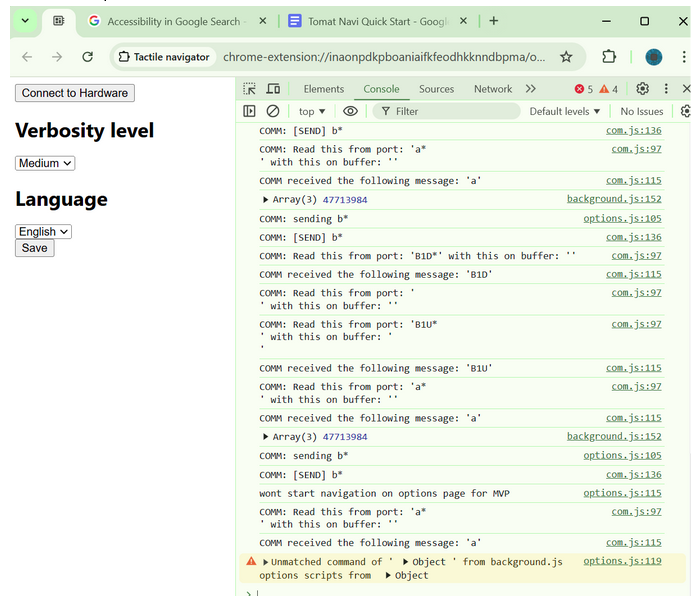 Accessibility in Google Search -
Tomat Navi Quick Start - Googl
Tactile navigator
chrome-extension://inaonpdkpboaniaifkfeodhkknndbpma/o...
Connect to Hardware
Verbosity level
Medium
Language
English
Save
Elements Console Sources Network 5 4
top Filter Default levels No Issues
COMM: [SEND] b* com.js:136
COMM: Read this from port: 'a* com.js:97
' with this on buffer: ''
COMM received the following message: 'a' com.js:115
Array(3) 47713984 background.js:152
COMM: sending b* options.js:105
COMM: [SEND] b* com.js:136
COMM: Read this from port: 'B1D*' with this on buffer: '' com.js:97
COMM received the following message: 'B1D' com.js:115
COMM: Read this from port: ' com.js:97
' with this on buffer: ''
COMM: Read this from port: 'B1U* com.js:97
' with this on buffer: '
'
COMM received the following message: 'B1U' com.js:115
COMM: Read this from port: 'a* com.js:97
' with this on buffer: ''
COMM received the following message: 'a' com.js:115
Array(3) 47713984 background.js:152
COMM: sending b* options.js:105
COMM: [SEND] b* com.js:136
wont start navigation on options page for MVP options.js:115
COMM: Read this from port: 'a* com.js:97
' with this on buffer: ''
COMM received the following message: 'a' com.js:115
Unmatched command of ' Object ' from background.js options.js:119
options scripts from Object